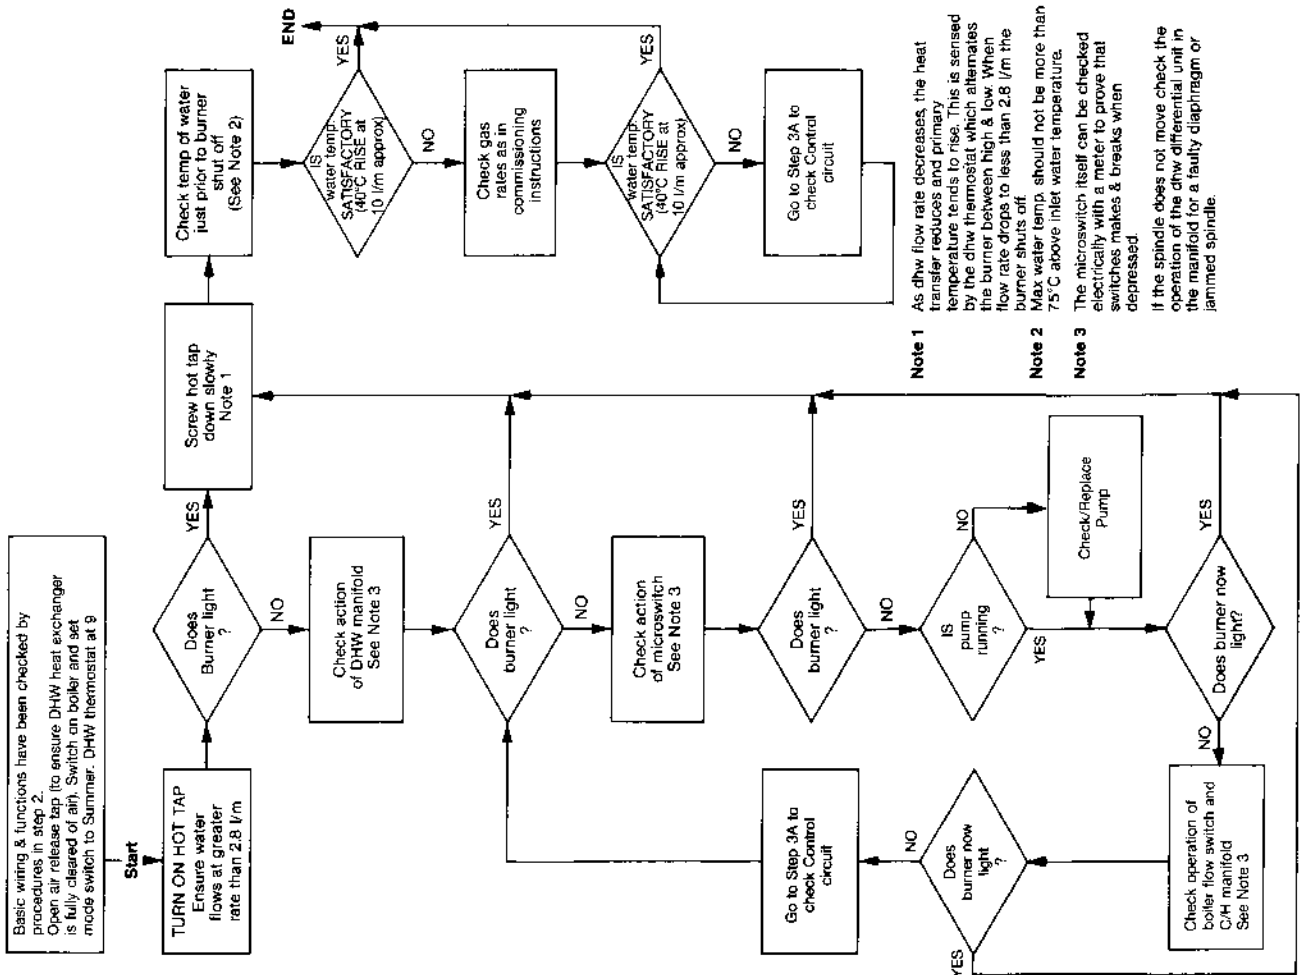 Basic wiring & functions have been checked by
procedures in step 2.
Open air release tap (to ensure DHW heat exchanger
is fully cleared of air). Switch on boiler and set
mode switch to Summer. DHW thermostat at 9
Start
TURN ON HOT TAP
Ensure water
flows at greater
rate than 2.8 l/m
Does
Burner light
?
YES
NO
Screw hot tap
down slowly
Note 1
Check temp of water
just prior to burner
shut off
(See Note 2)
IS
water temp.
SATISFACTORY
(40°C RISE at
10 l/m approx)
YES
END
NO
Check gas
rates as in
commissioning
instructions
IS
water temp.
SATISFACTORY
(40°C RISE at
10 l/m approx)
YES
NO
Go to Step 3A to
check Control
circuit
Check action
of DHW manifold
See Note 3
Does
burner light
?
YES
NO
Check action
of microswitch
See Note 3
Does
burner light
?
YES
NO
IS
pump
running
?
NO
YES
Check/Replace
Pump
Does burner now
light?
YES
NO
Check operation of
boiler flow switch and
C/H manifold
See Note 3
Does
burner now
light
?
NO
YES
Go to Step 3A to
check Control
circuit
Note 1
As dhw flow rate decreases, the heat
transfer reduces and primary
temperature tends to rise. This is sensed
by the dhw thermostat which alternates
the burner between high & low. When
flow rate drops to less than 2.8 l/m the
burner shuts off.
Note 2
Max water temp. should not be more than
75°C above inlet water temperature.
Note 3
The microswitch itself can be checked
electrically with a meter to prove that
switches makes & breaks when
depressed.
If the spindle does not move check the
operation of the dhw differential unit in
the manifold for a faulty diaphragm or
jammed spindle.